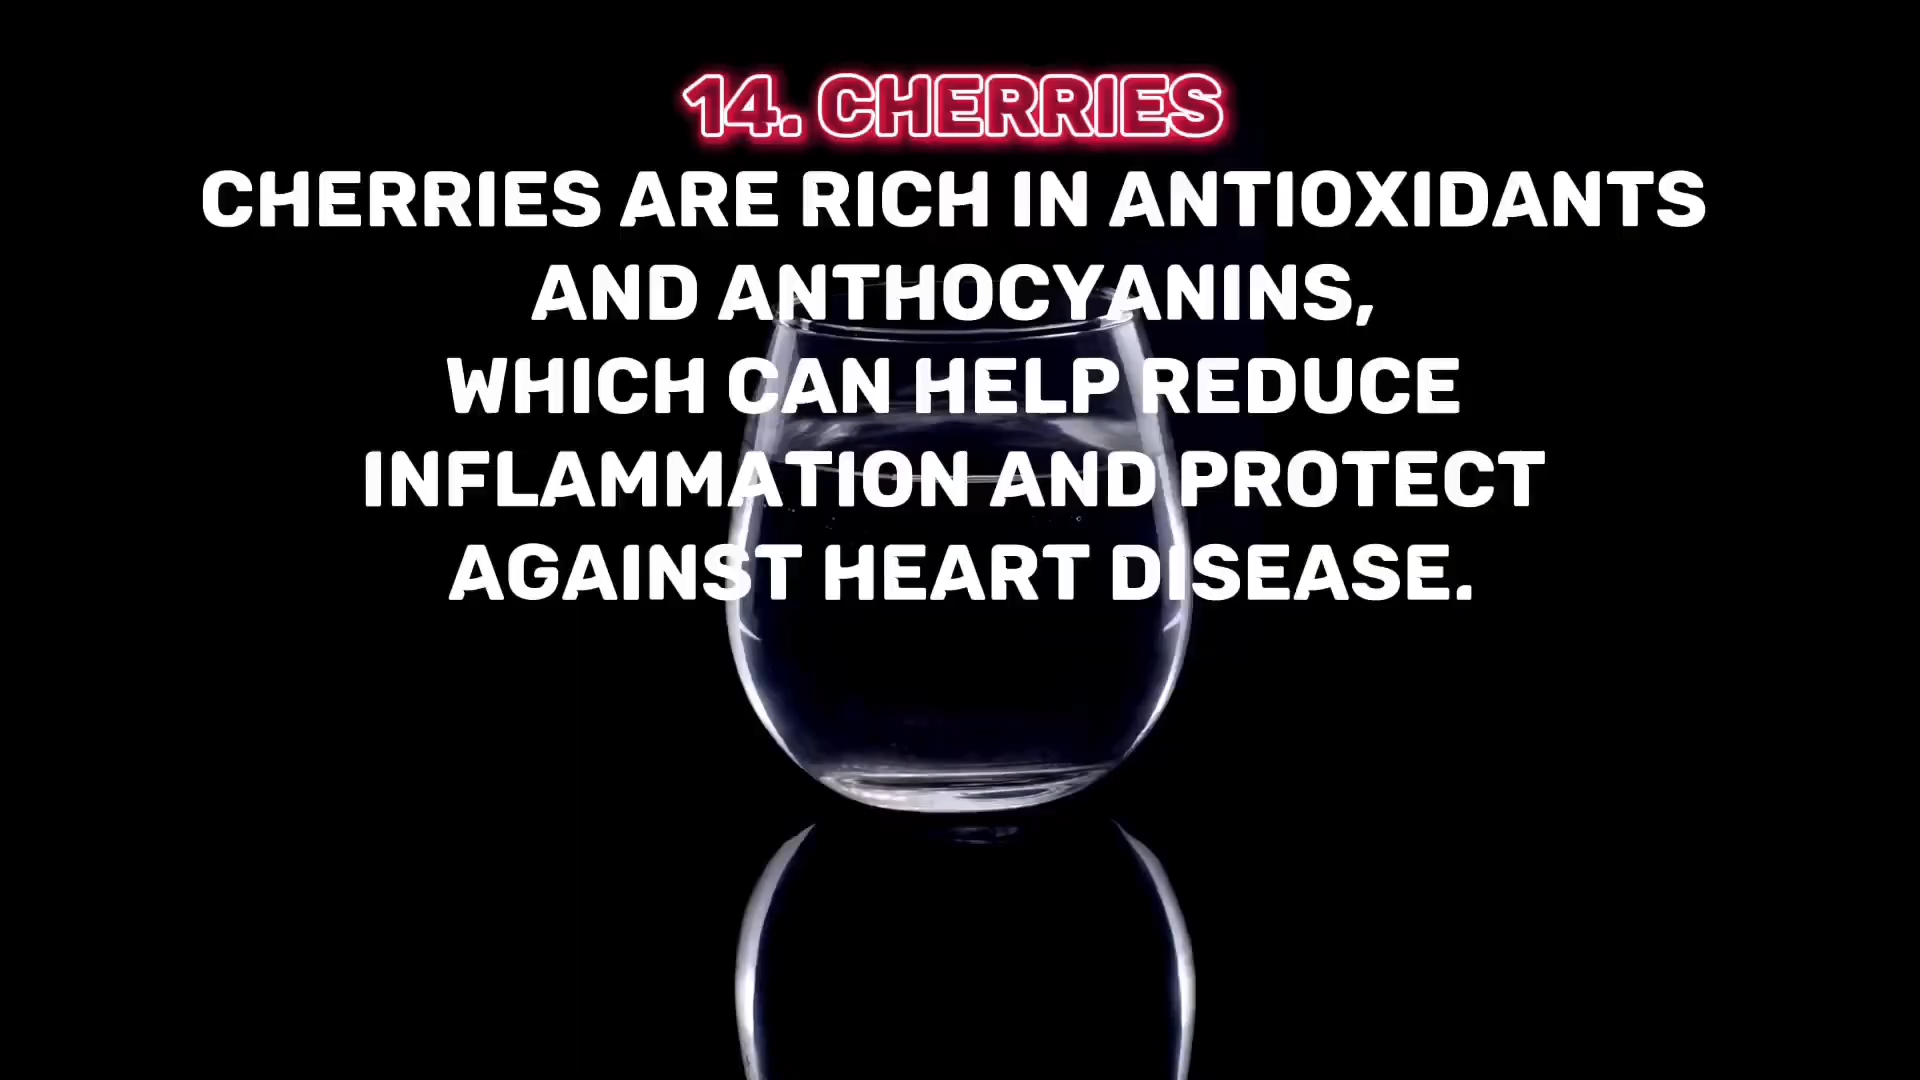 14. CHERRIES
CHERRIES ARE RICH IN ANTIOXIDANTS
AND ANTHOCYANINS,
WHICH CAN HELP REDUCE
INFLAMMATION AND PROTECT
AGAINST HEART DISEASE.